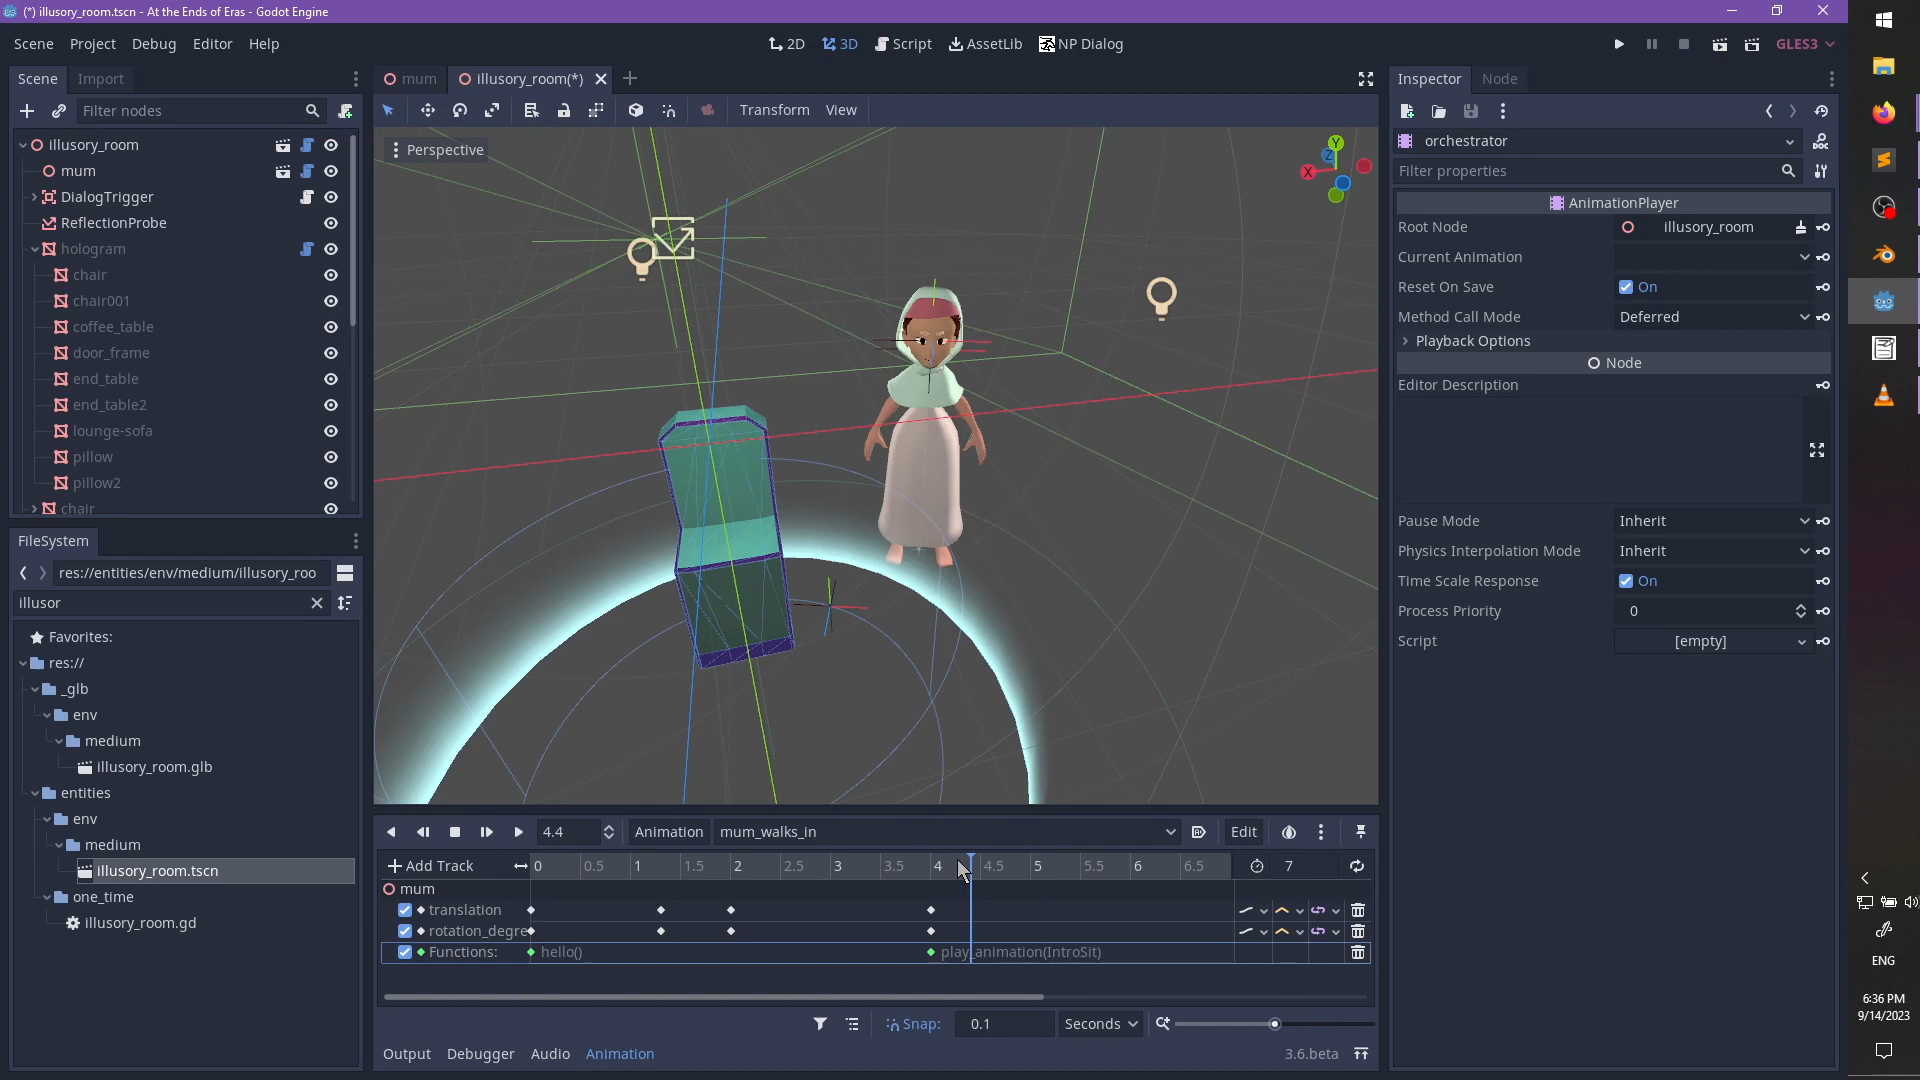 (*) illusory_room.tscn - At the Ends of Eras - Godot Engine
Scene Project Debug Editor Help
2D 3D Script AssetLib NP Dialog
GLES3
Scene Import
Filter nodes
illusory_room
mum
DialogTrigger
ReflectionProbe
hologram
chair
chair001
coffee_table
door_frame
end_table
end_table2
lounge-sofa
pillow
pillow2
chair
FileSystem
res://entities/env/medium/illusory_roo
illusor
Favorites:
res://
_glb
env
medium
illusory_room.glb
entities
env
medium
illusory_room.tscn
one_time
illusory_room.gd
mum illusory_room(*)
Transform View
Perspective
Y
Z
X
4.4 Animation mum_walks_in Edit
Add Track 0 0.5 1 1.5 2 2.5 3 3.5 4 4.5 5 5.5 6 6.5 7
mum
translation
rotation_degre
Functions: hello() play_animation(IntroSit)
Snap: 0.1 Seconds
Output Debugger Audio Animation 3.6.beta
Inspector Node
orchestrator
Filter properties
AnimationPlayer
Root Node illusory_room
Current Animation
Reset On Save On
Method Call Mode Deferred
Playback Options
Node
Editor Description
Pause Mode Inherit
Physics Interpolation Mode Inherit
Time Scale Response On
Process Priority 0
Script [empty]
ENG
6:36 PM
9/14/2023